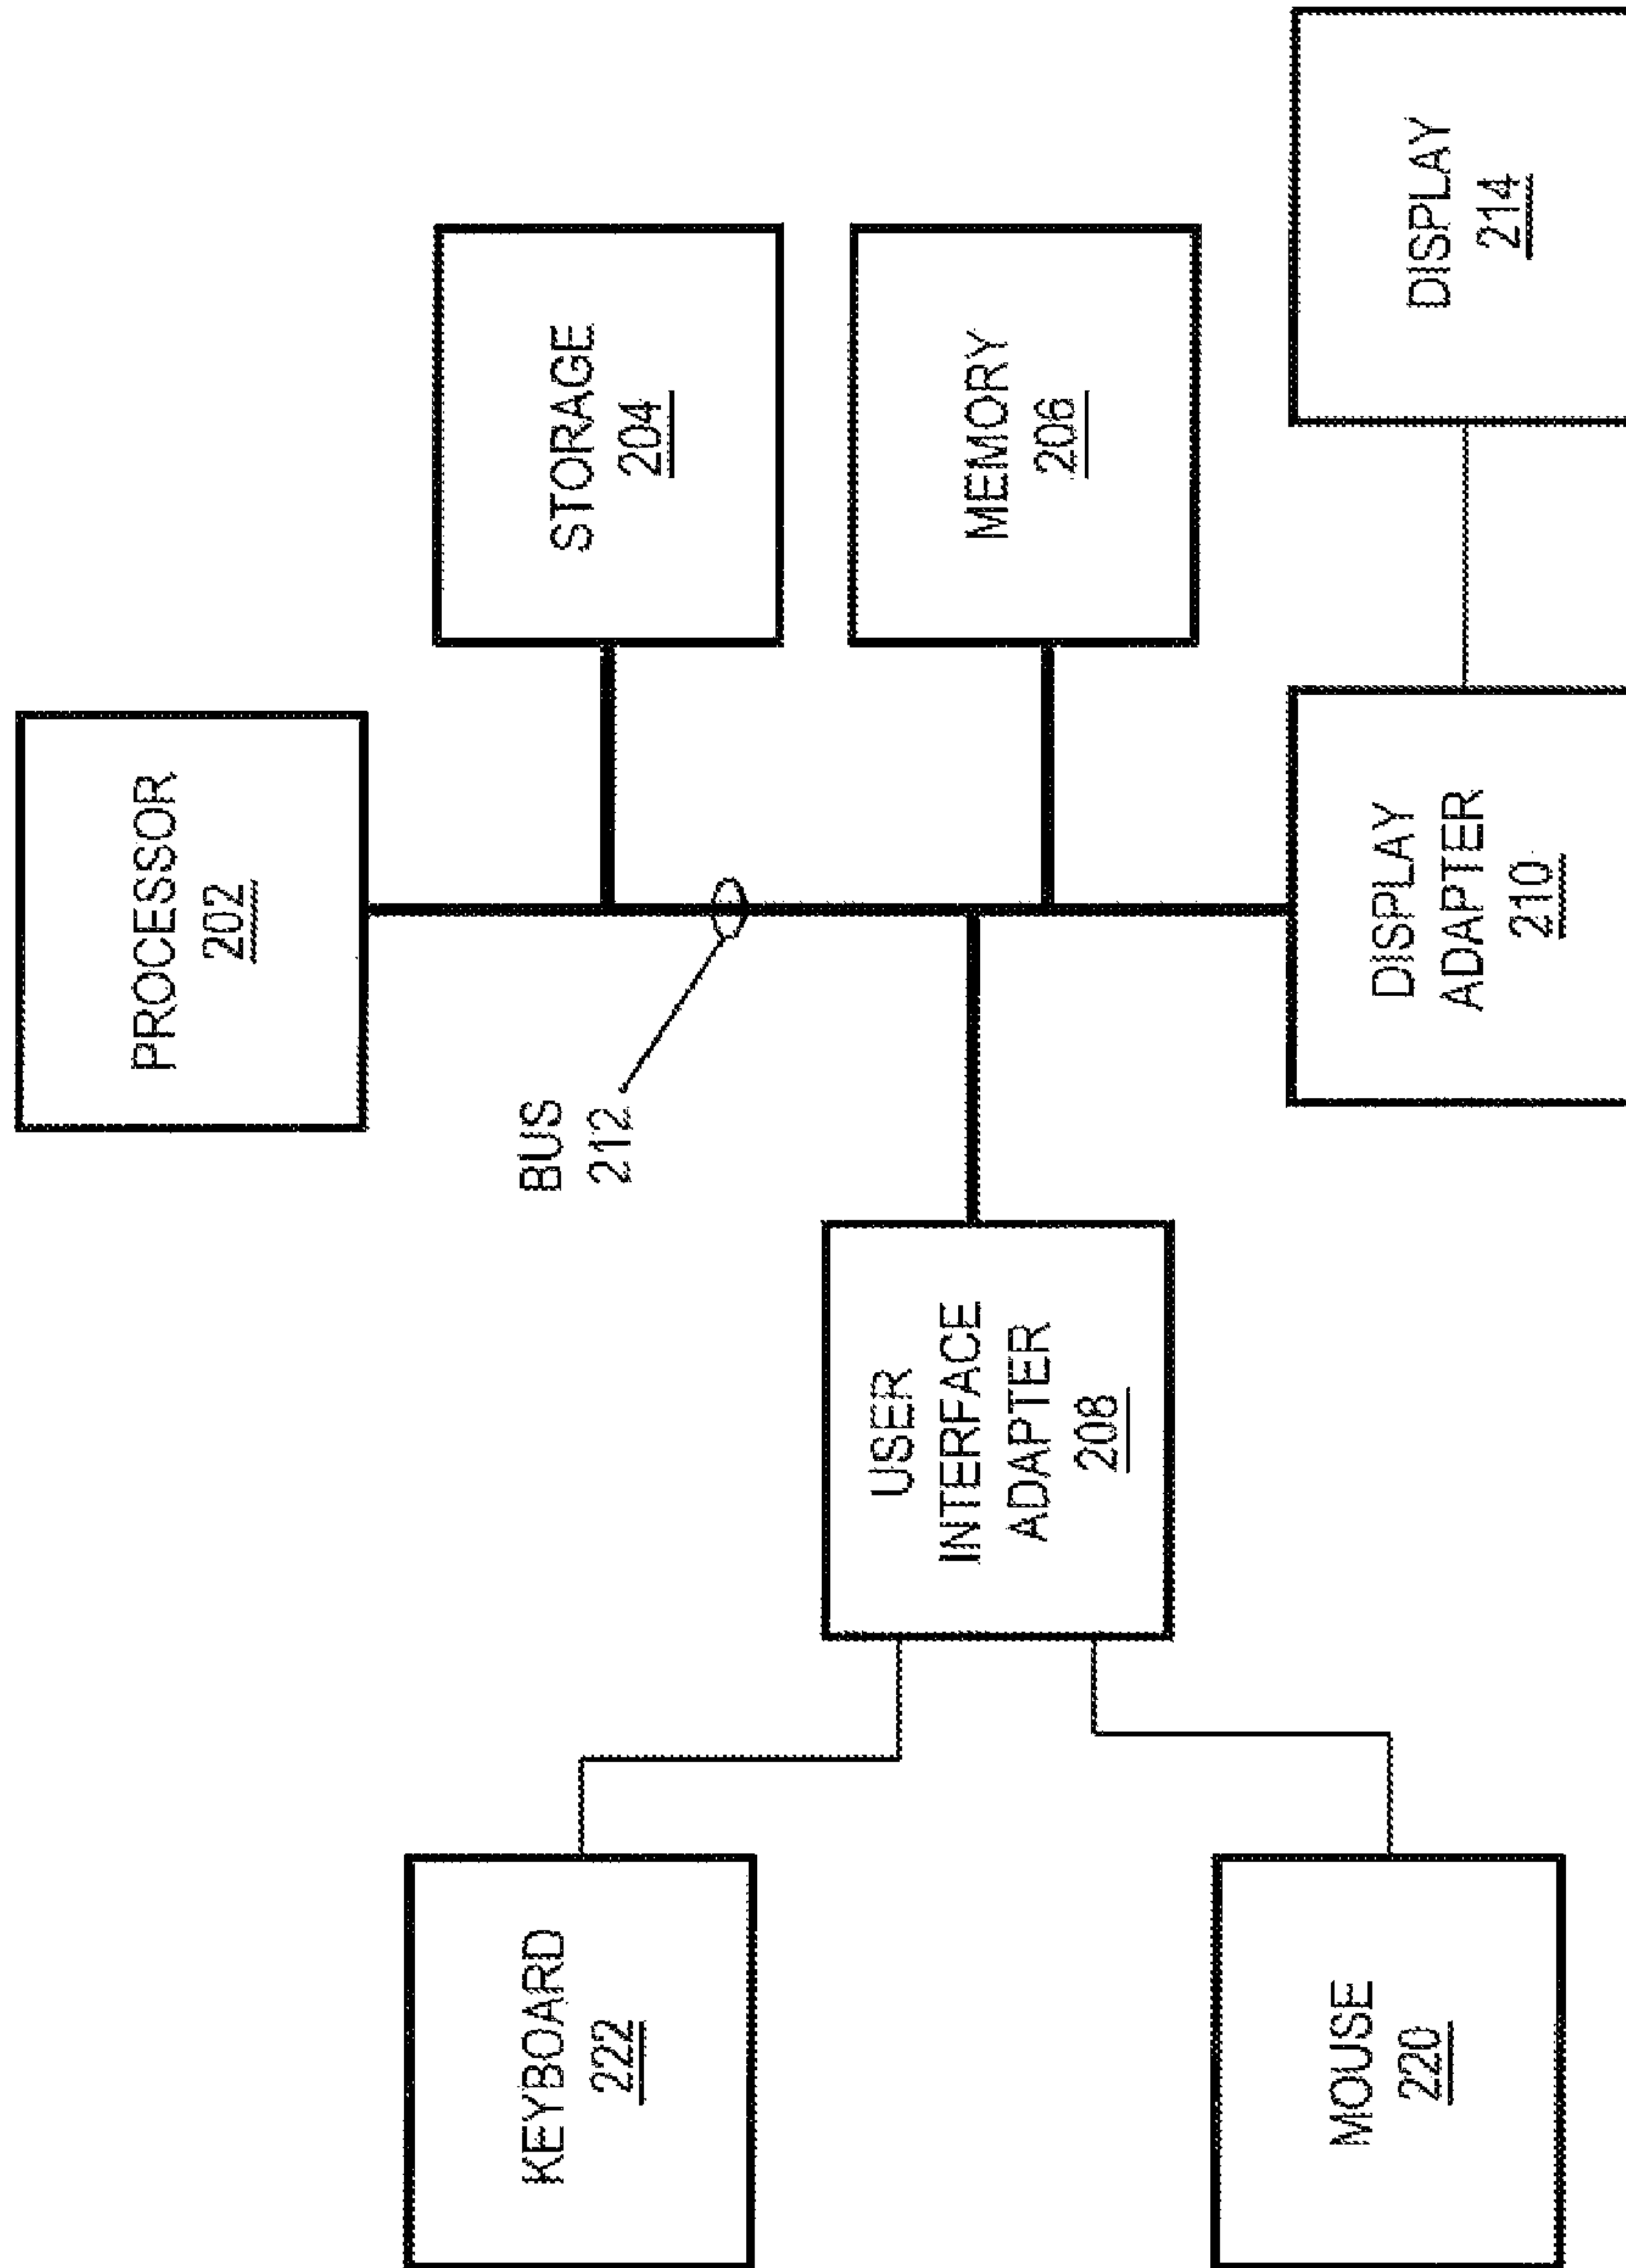 PROCESSOR
202
STORAGE
204
BUS
212
MEMORY
206
USER
INTERFACE
ADAPTER
208
DISPLAY
ADAPTER
210
DISPLAY
214
KEYBOARD
222
MOUSE
220